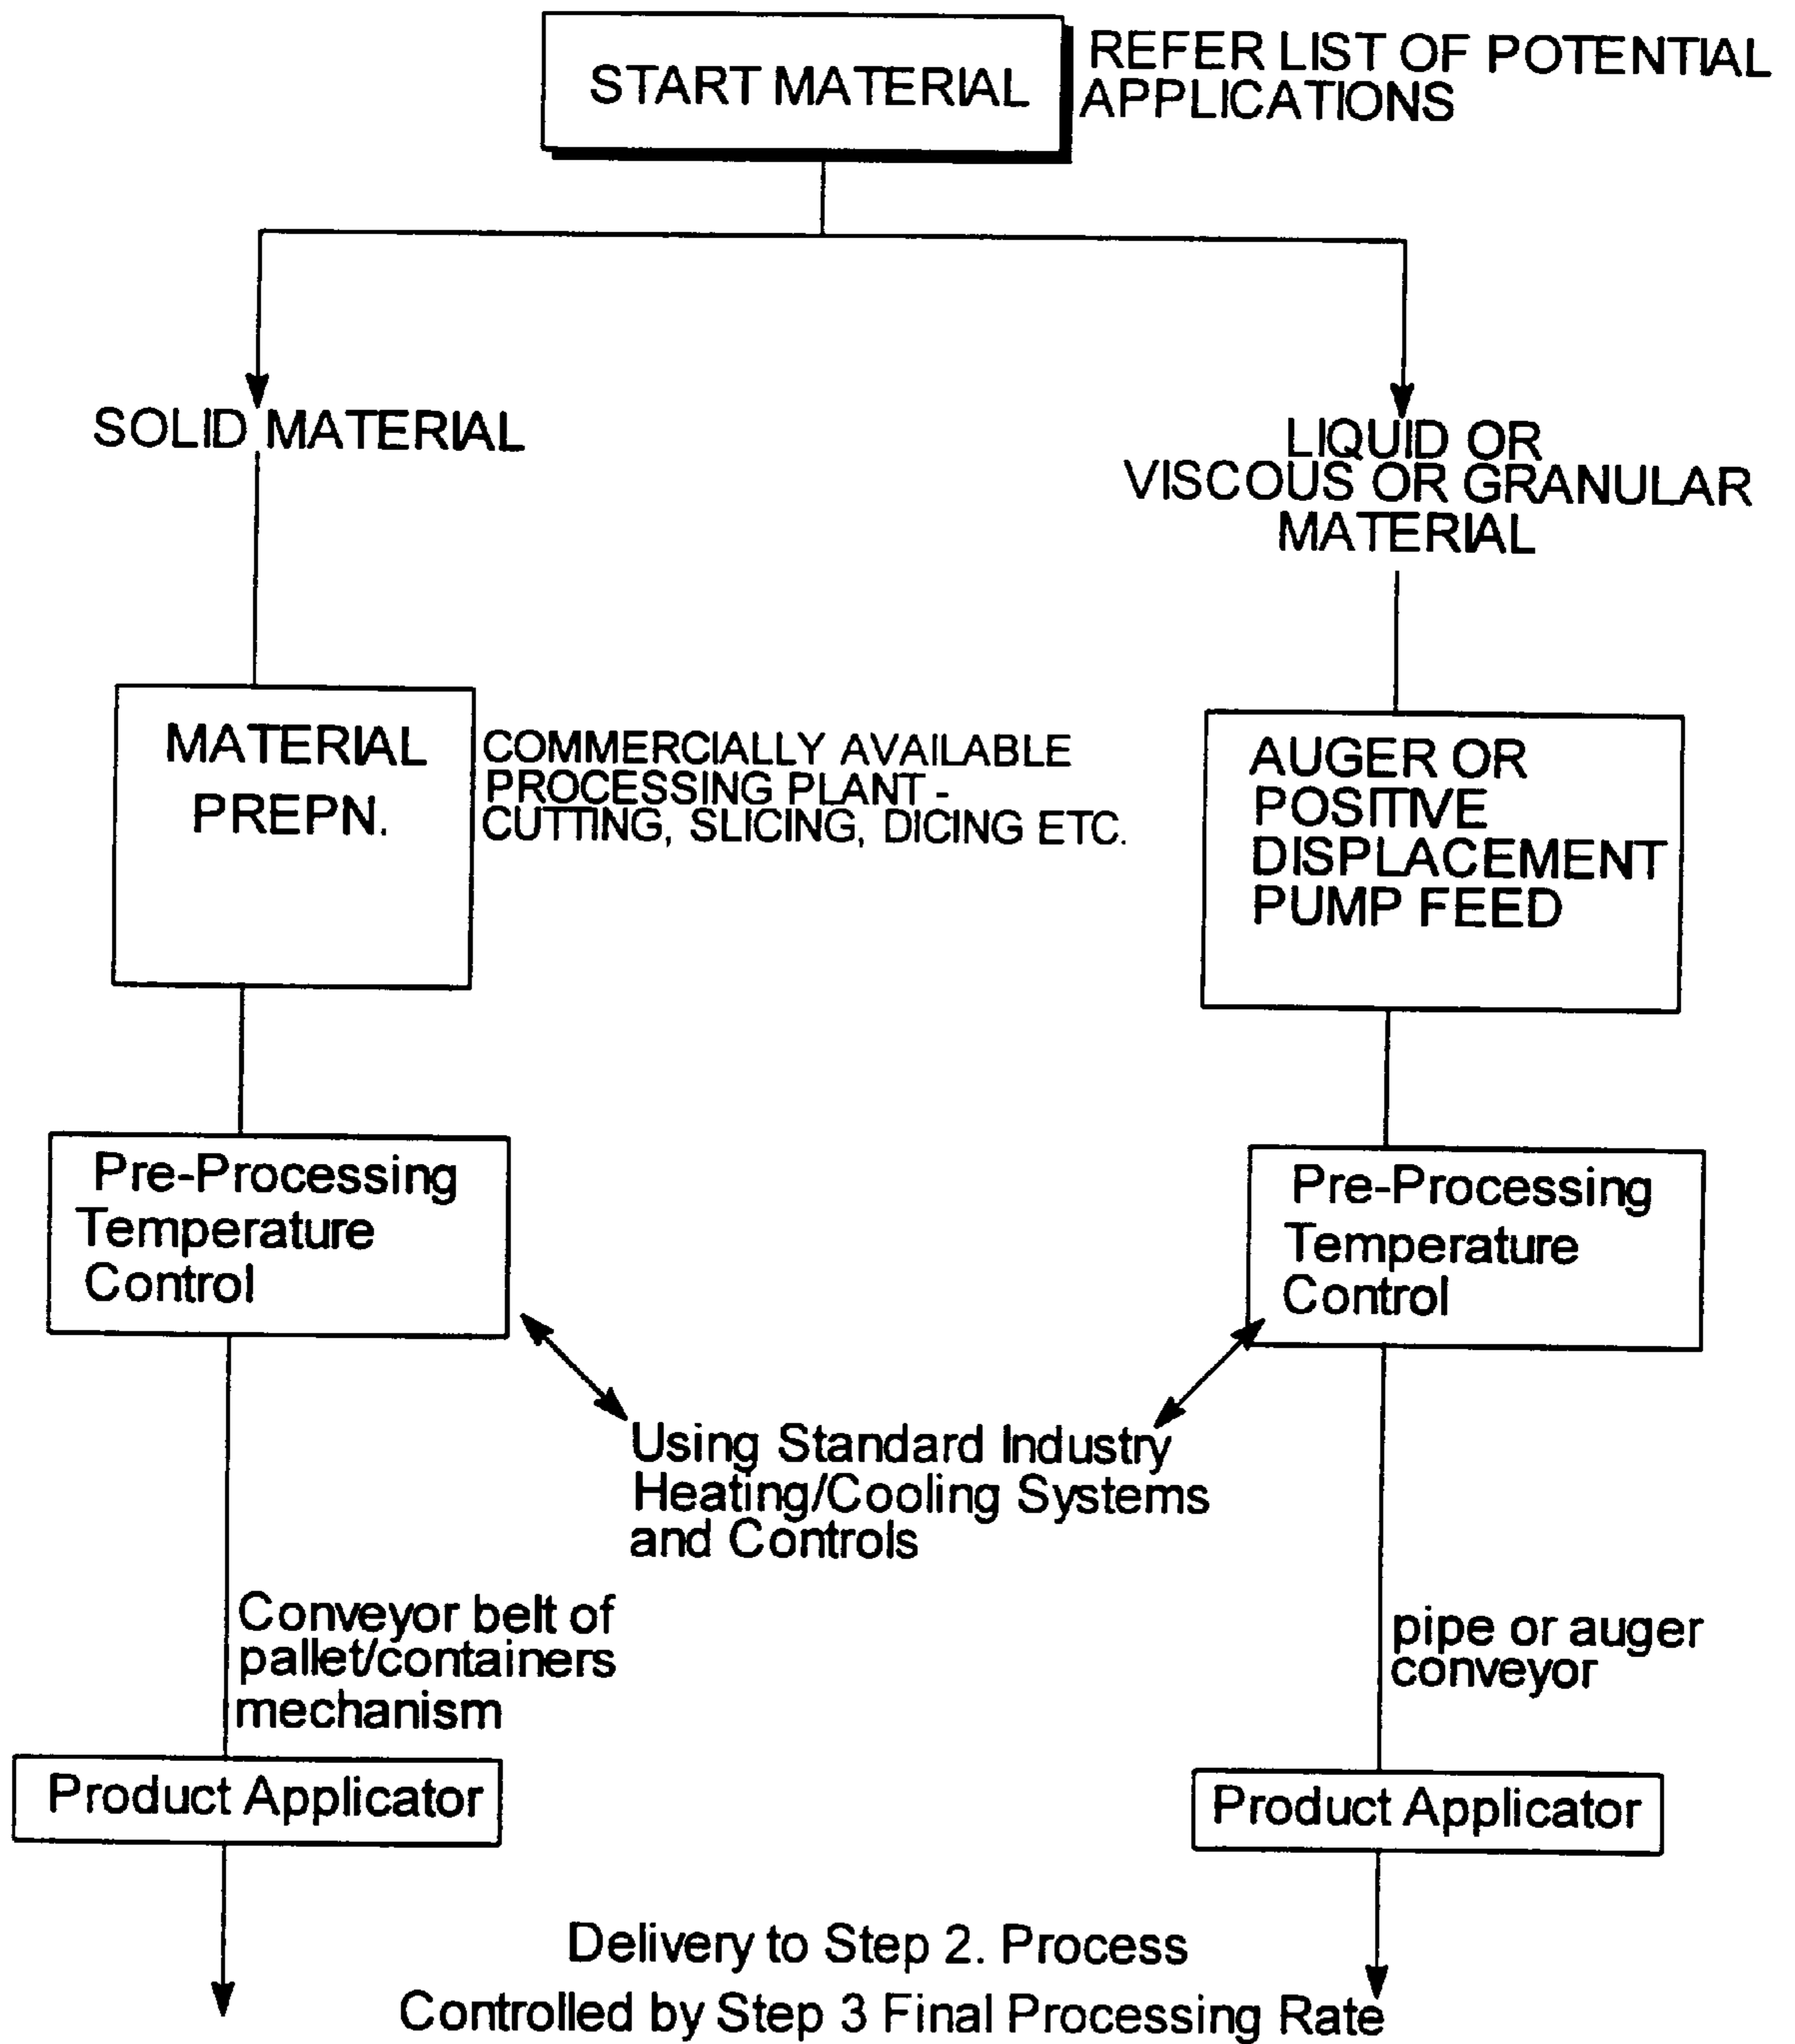 START MATERIAL
REFER LIST OF POTENTIAL
APPLICATIONS
SOLID MATERIAL
LIQUID OR
VISCOUS OR GRANULAR
MATERIAL
MATERIAL
PREPN.
COMMERCIALLY AVAILABLE
PROCESSING PLANT -
CUTTING, SLICING, DICING ETC.
AUGER OR
POSITIVE
DISPLACEMENT
PUMP FEED
Pre-Processing
Temperature
Control
Pre-Processing
Temperature
Control
Using Standard Industry
Heating/Cooling Systems
and Controls
Conveyor belt of
pallet/containers
mechanism
pipe or auger
conveyor
Product Applicator
Product Applicator
Delivery to Step 2. Process
Controlled by Step 3 Final Processing Rate